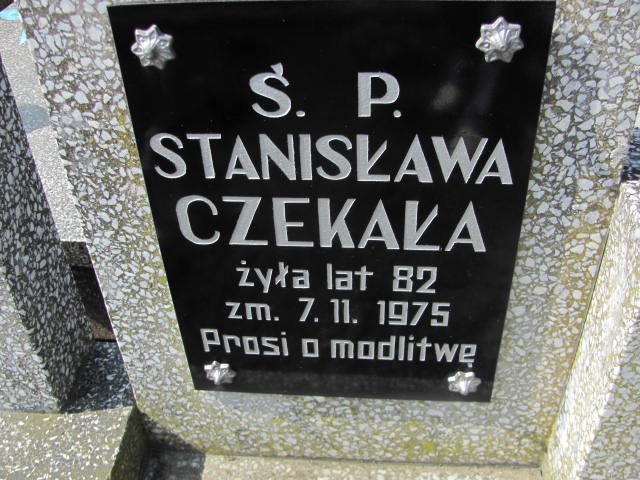 Ś. P.
STANISŁAWA
CZEKAŁA
żyła lat 82
zm. 7. 11. 1975
Prosi o modlitwę